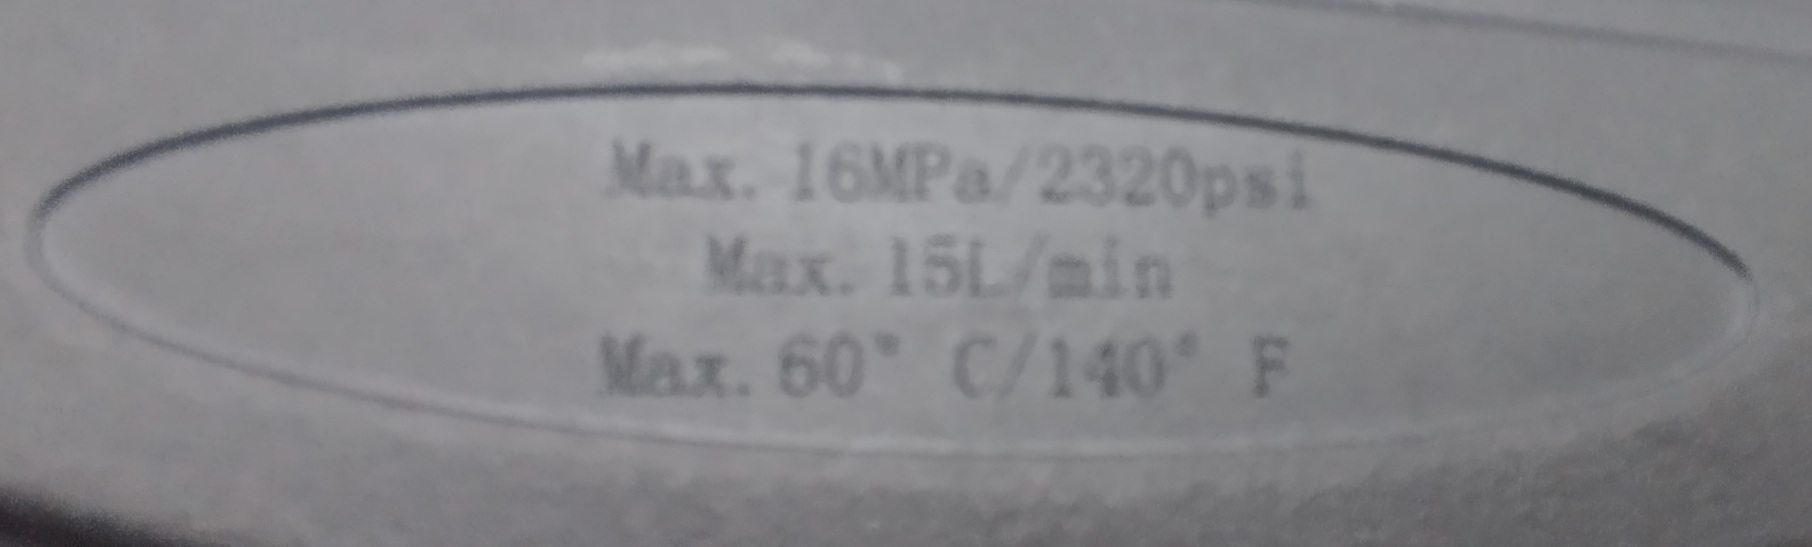 Max. 16MPa/2320psi
Max. 15L/min
Max. 60° C/140° F